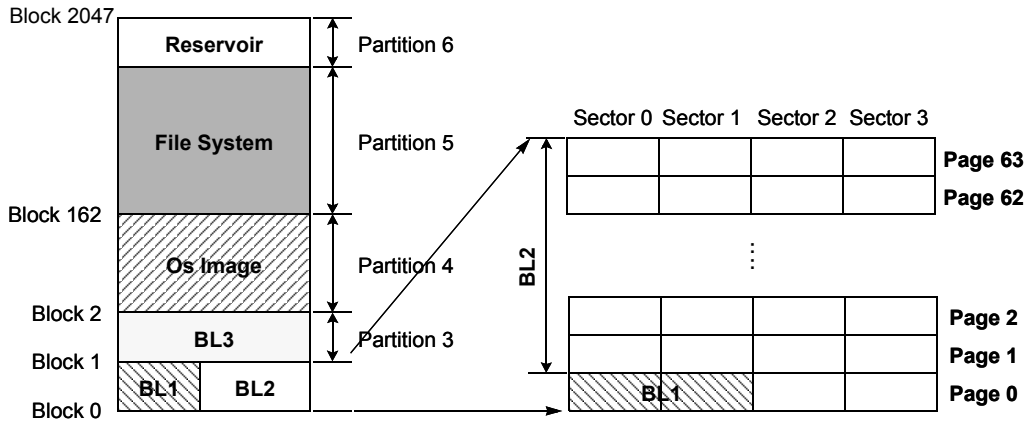 Block 2047
Reservoir
Partition 6
File System
Partition 5
Block 162
Os Image
Partition 4
Block 2
BL3
Partition 3
Block 1
BL1
BL2
Block 0
Sector 0 Sector 1 Sector 2 Sector 3
Page 63
Page 62
BL2
Page 2
Page 1
BL1
Page 0